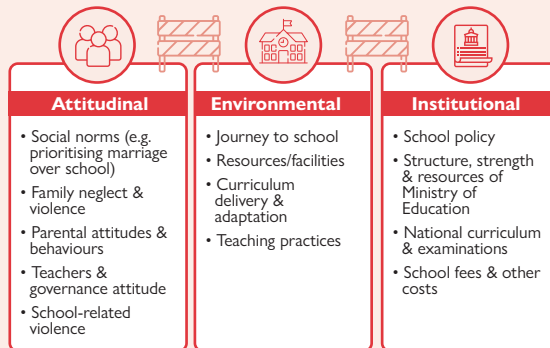 Attitudinal
• Social norms (e.g.
prioritising marriage
over school)
• Family neglect &
violence
• Parental attitudes &
behaviours
• Teachers &
governance attitude
• School-related
violence
Environmental
• Journey to school
• Resources/facilities
• Curriculum
delivery &
adaptation
• Teaching practices
Institutional
• School policy
• Structure, strength
& resources of
Ministry of
Education
• National curriculum
& examinations
• School fees & other
costs